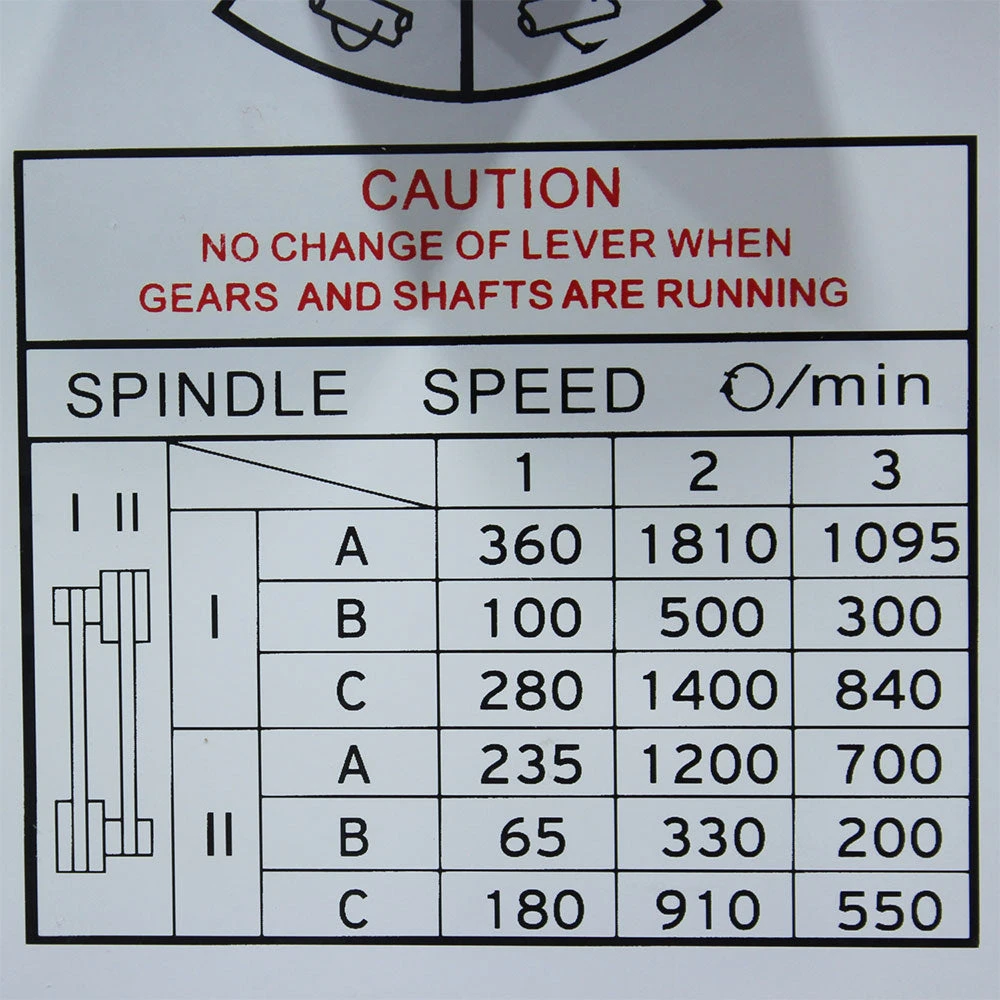 CAUTION
NO CHANGE OF LEVER WHEN
GEARS AND SHAFTS ARE RUNNING
SPINDLE SPEED /min
1 2 3
I II
I
A 360 1810 1095
B 100 500 300
C 280 1400 840
II
A 235 1200 700
B 65 330 200
C 180 910 550